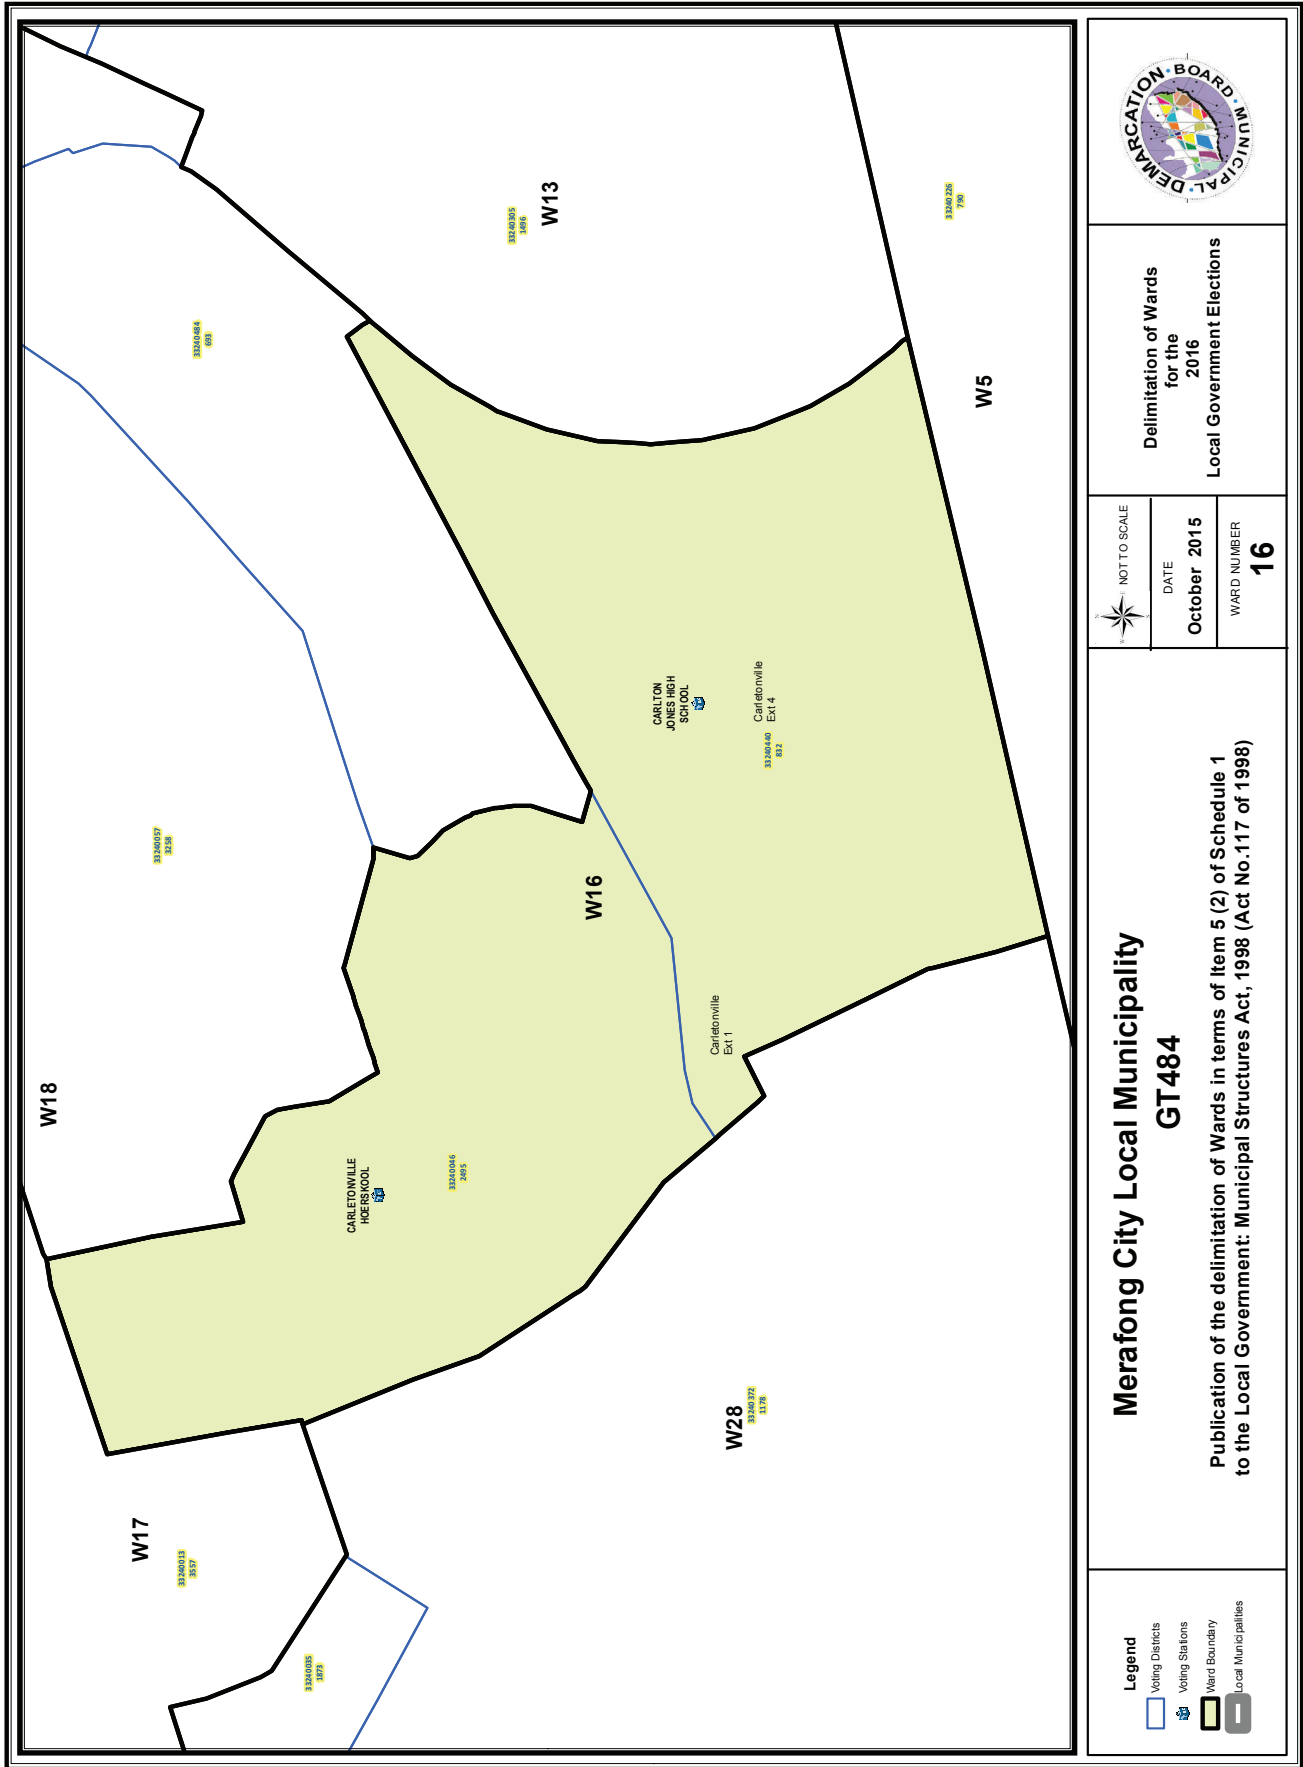 W18
W17
W16
W13
W28
W5
33240057
3258
33240484
693
33240305
1496
33240226
790
33240013
3557
33240035
1873
33240046
2495
33240440
832
33240372
1178
CARLETONVILLE
HOERSKOOL
CARLTON
JONES HIGH
SCHOOL
Carletonville
Ext 4
Carletonville
Ext 1
Legend
Voting Districts
Voting Stations
Ward Boundary
Local Municipalities
Merafong City Local Municipality
GT484
Publication of the delimitation of Wards in terms of Item 5 (2) of Schedule 1
to the Local Government: Municipal Structures Act, 1998 (Act No.117 of 1998)
NOT TO SCALE
DATE
October 2015
WARD NUMBER
16
Delimitation of Wards
for the
2016
Local Government Elections
MUNICIPAL · DEMARCATION · BOARD ·